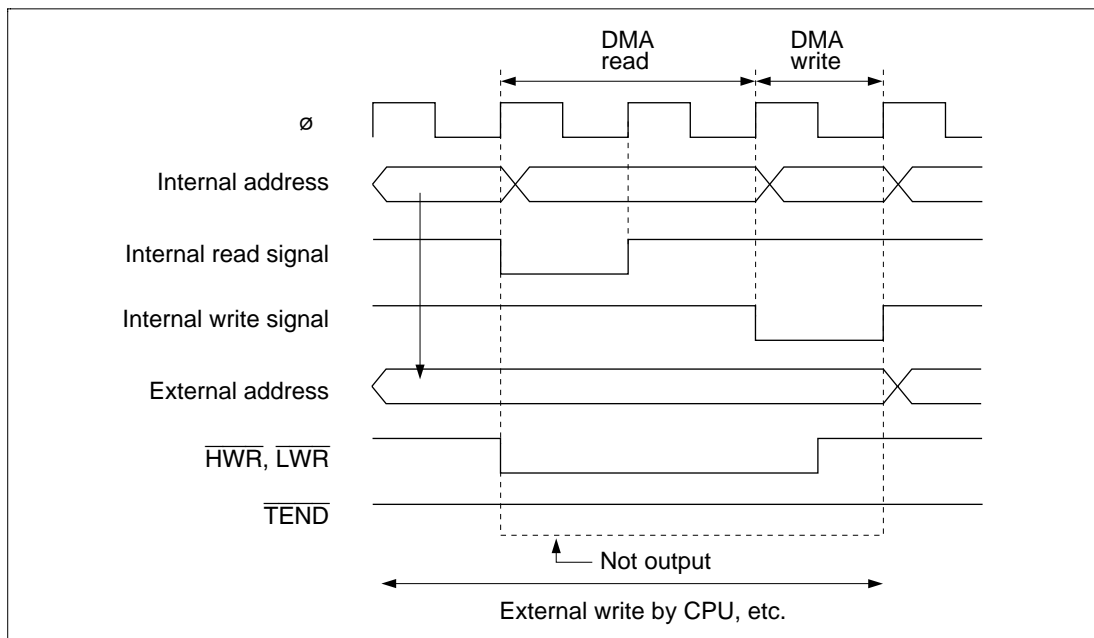 DMA
read
DMA
write
ø
Internal address
Internal read signal
Internal write signal
External address
HWR, LWR
TEND
Not output
External write by CPU, etc.